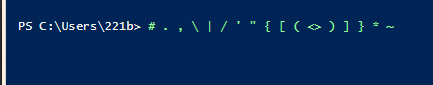 PS C:\Users\221b> # . , \ | / ' " { [ ( <> ) ] } * ~